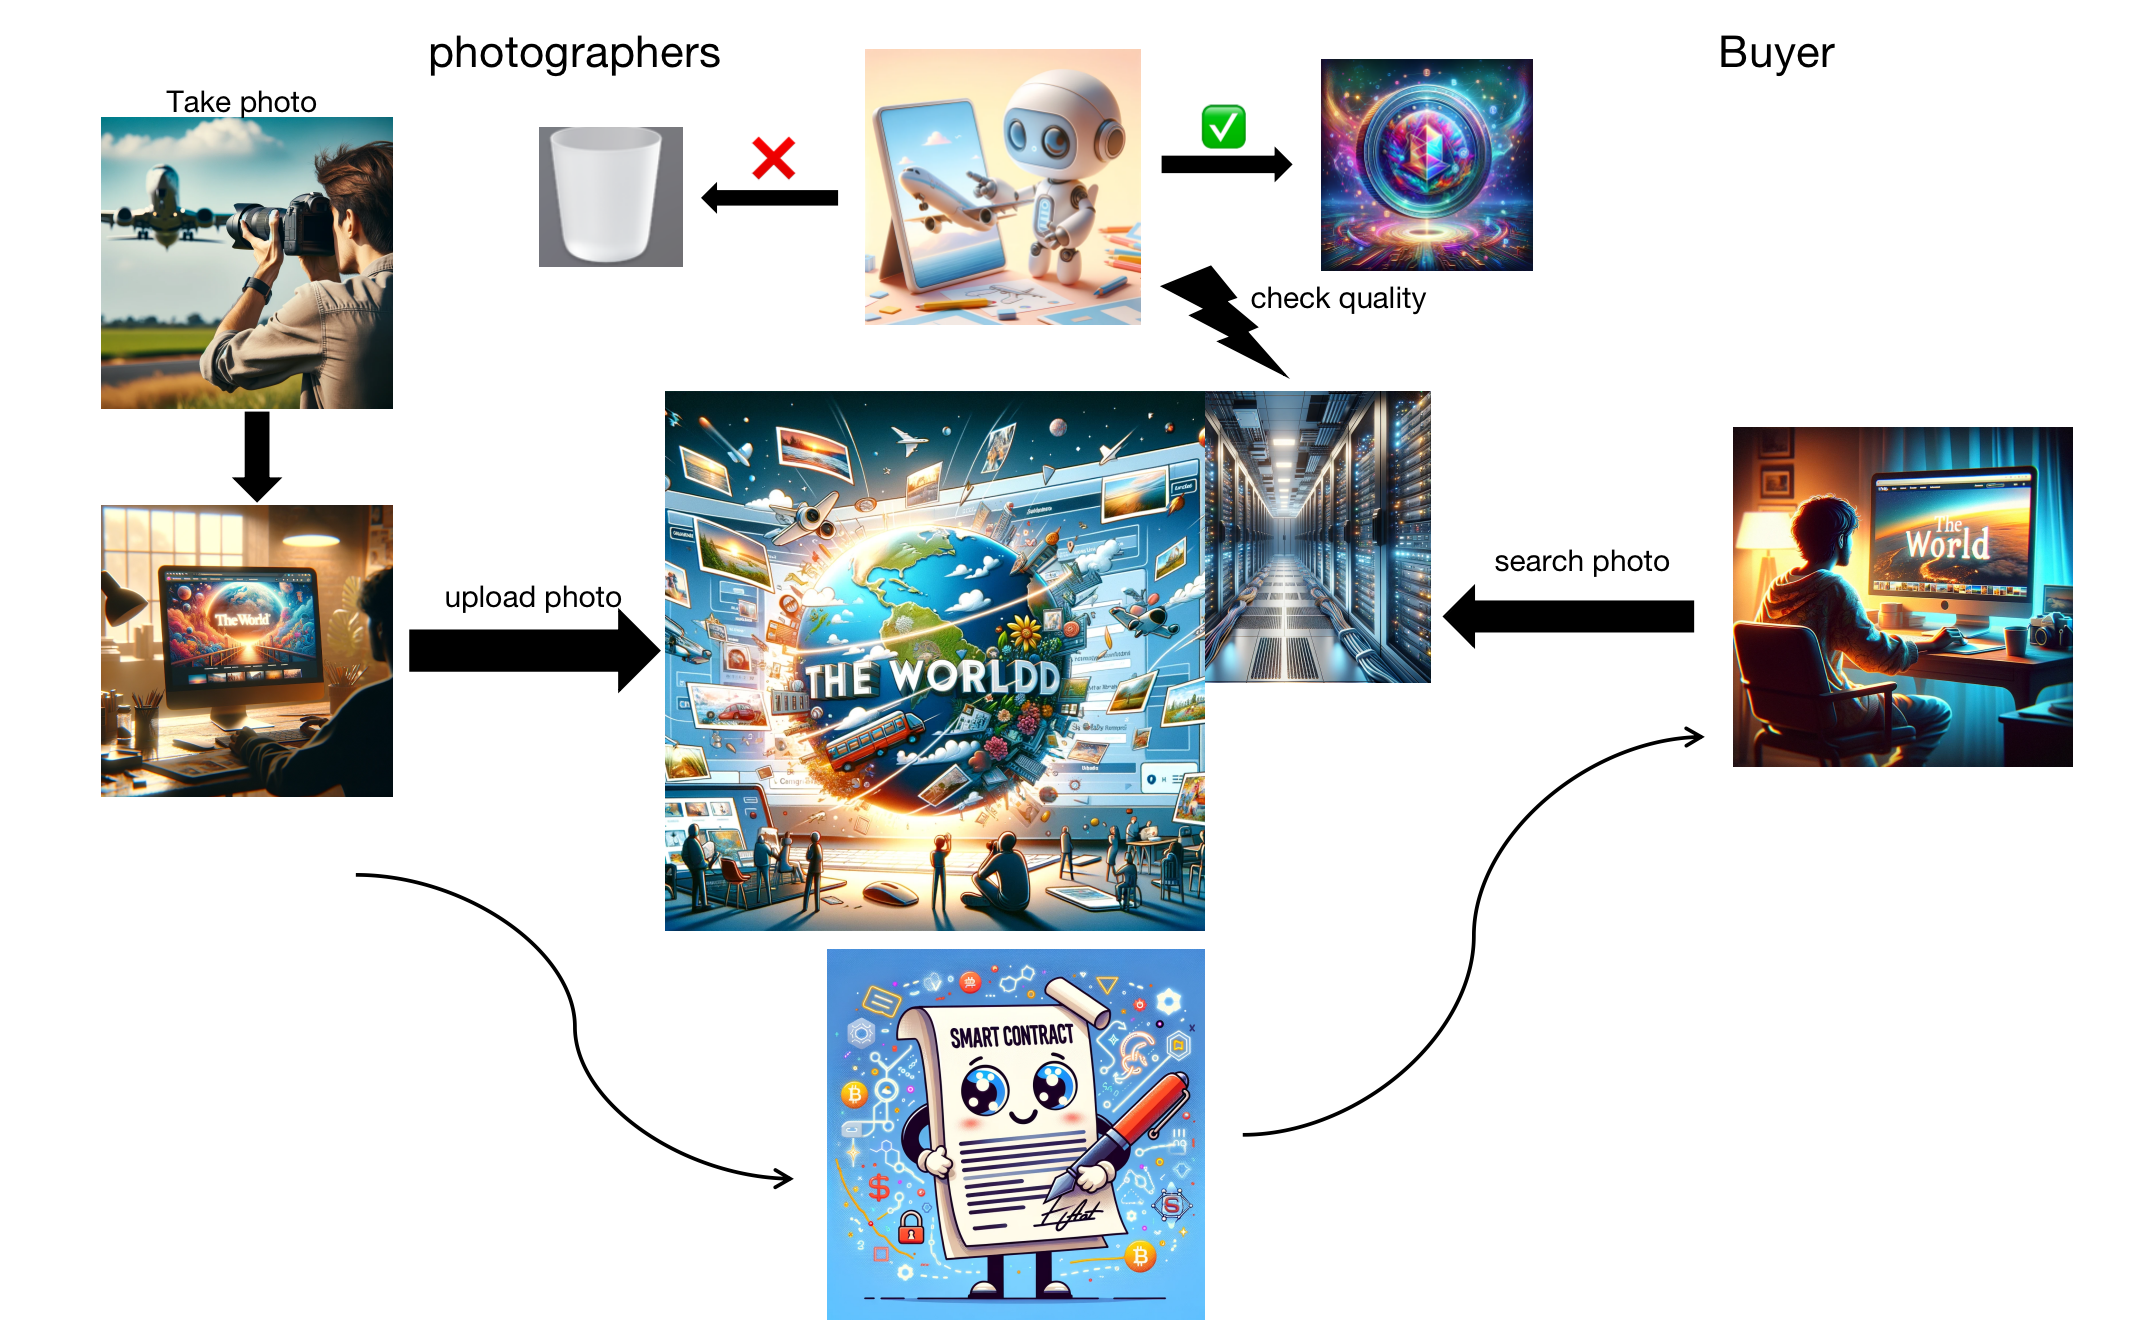 photographers
Buyer
Take photo
check quality
upload photo
search photo
The World
THE WORLDD
The
World
SMART CONTRACT